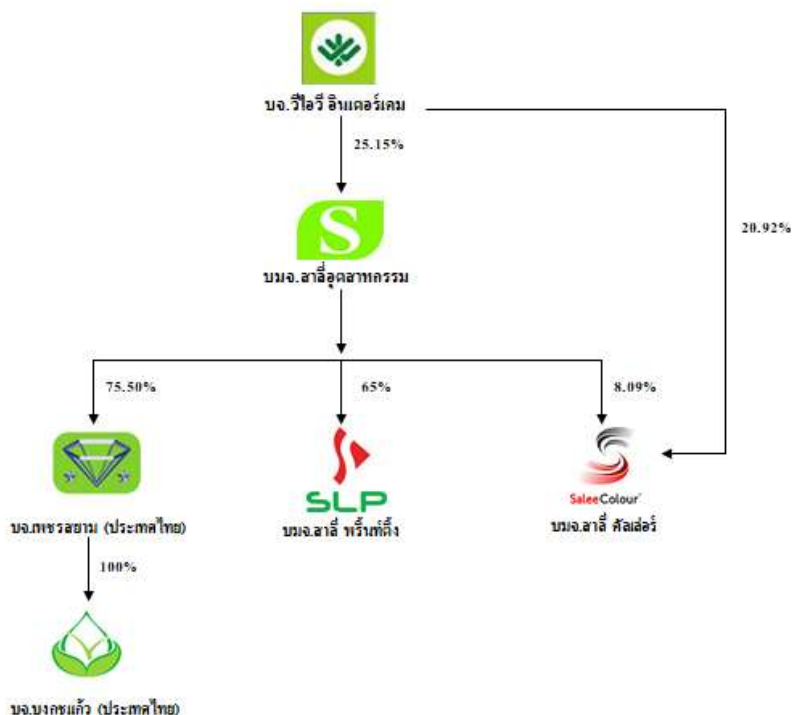 บจ.วีไอวี อินเตอร์เคม
25.15%
20.92%
S
บมจ.สาลี่อุตสาหกรรม
75.50%
65%
8.09%
SLP
SaleeColour
บจ.เพชรสยาม (ประเทศไทย)
บมจ.สาลี่ พริ้นท์ติ้ง
บมจ.สาลี่ คัลเล่อร์
100%
บจ.บงกชแก้ว (ประเทศไทย)